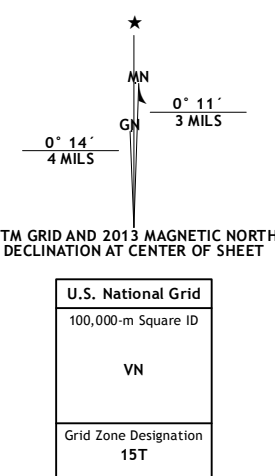 ★
MN
GN
0° 11´
3 MILS
0° 14´
4 MILS
TM GRID AND 2013 MAGNETIC NORTH
DECLINATION AT CENTER OF SHEET
U.S. National Grid
100,000-m Square ID
VN
Grid Zone Designation
15T